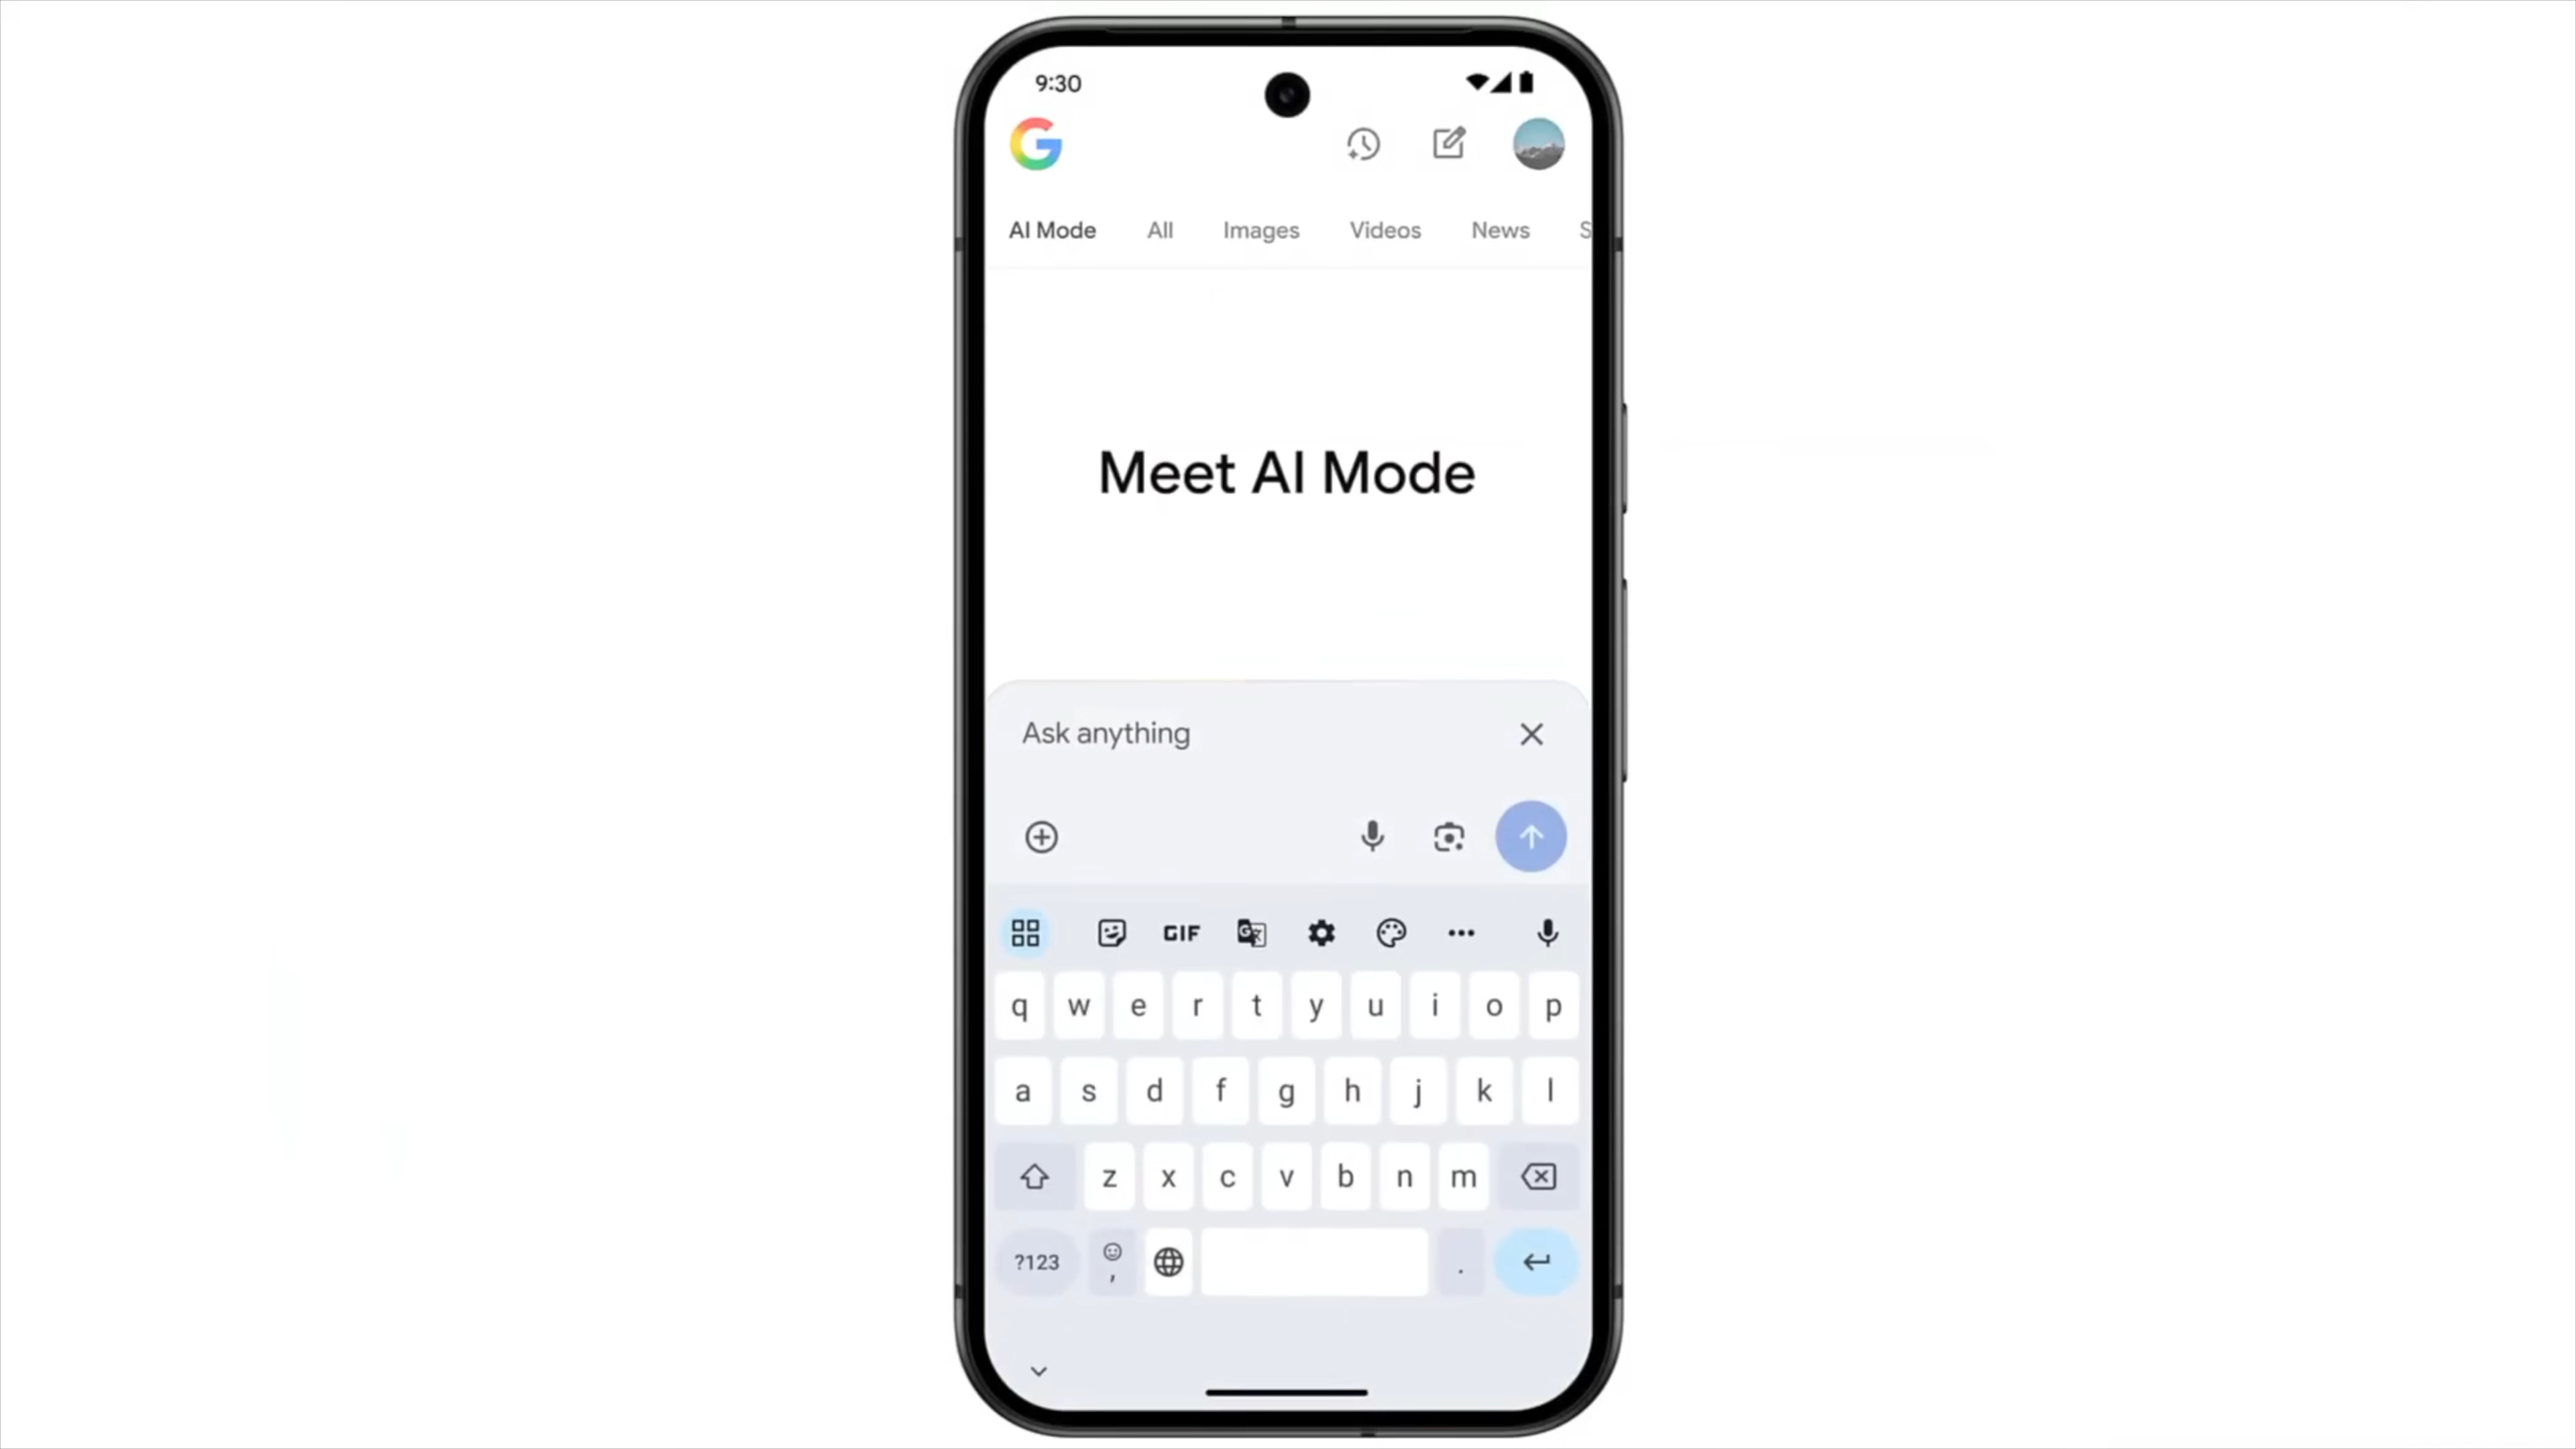 9:30
AI Mode All Images Videos News S
Meet AI Mode
Ask anything
GIF
q w e r t y u i o p
a s d f g h j k l
z x c v b n m
?123 , .